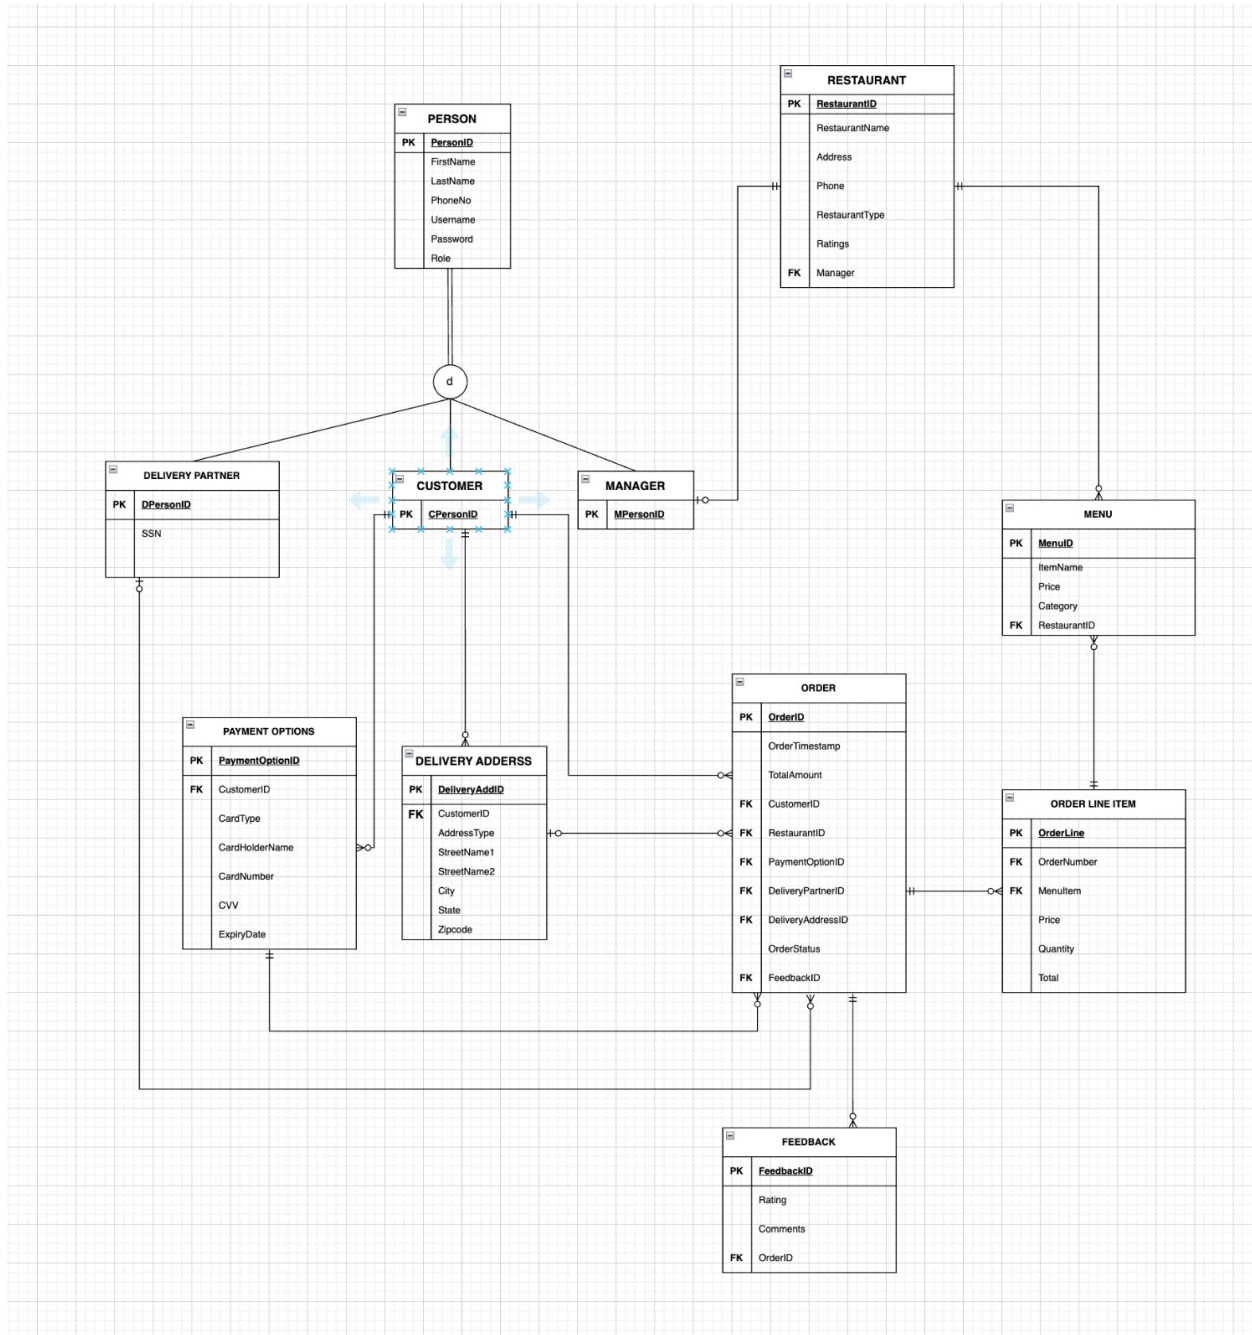 RESTAURANT
PK RestaurantID
RestaurantName
Address
Phone
RestaurantType
Ratings
FK Manager
PERSON
PK PersonID
FirstName
LastName
PhoneNo
Username
Password
Role
d
DELIVERY PARTNER
PK DPersonID
SSN
CUSTOMER
PK CPersonID
MANAGER
PK MPersonID
MENU
PK MenuID
ItemName
Price
Category
FK RestaurantID
PAYMENT OPTIONS
PK PaymentOptionID
FK CustomerID
CardType
CardHolderName
CardNumber
CVV
ExpiryDate
DELIVERY ADDERSS
PK DeliveryAddID
FK CustomerID
AddressType
StreetName1
StreetName2
City
State
Zipcode
ORDER
PK OrderID
OrderTimestamp
TotalAmount
FK CustomerID
FK RestaurantID
FK PaymentOptionID
FK DeliveryPartnerID
FK DeliveryAddressID
OrderStatus
FK FeedbackID
ORDER LINE ITEM
PK OrderLine
FK OrderNumber
FK MenuItem
Price
Quantity
Total
FEEDBACK
PK FeedbackID
Rating
Comments
FK OrderID